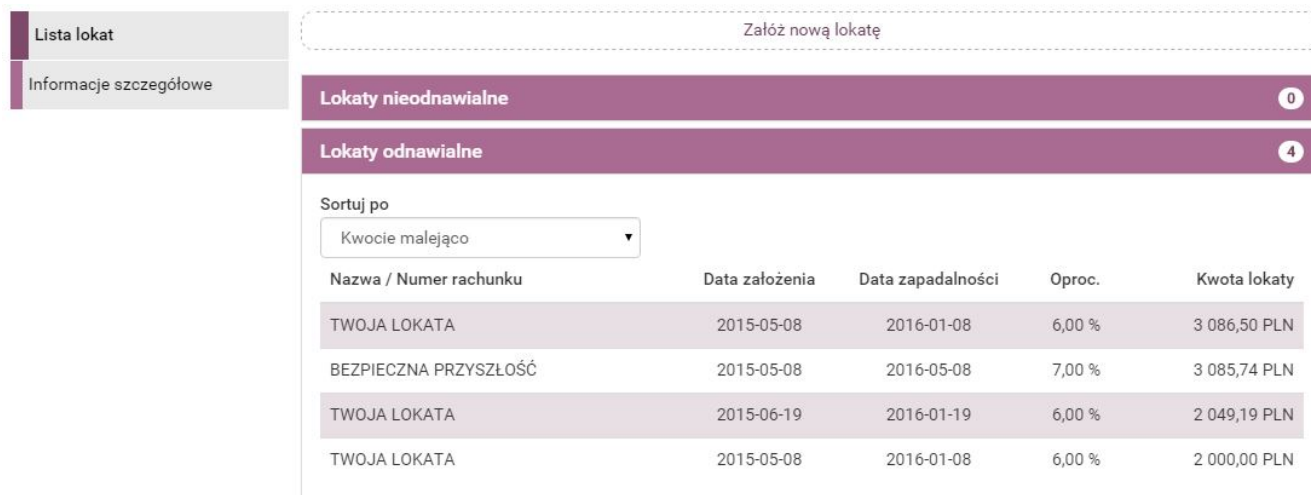 Lista lokat
Informacje szczegółowe
Załóż nową lokatę
Lokaty nieodnawialne 0
Lokaty odnawialne 4
Sortuj po
Kwocie malejąco
Nazwa / Numer rachunku Data założenia Data zapadalności Oproc. Kwota lokaty
TWOJA LOKATA 2015-05-08 2016-01-08 6,00 % 3 086,50 PLN
BEZPIECZNA PRZYSZŁOŚĆ 2015-05-08 2016-05-08 7,00 % 3 085,74 PLN
TWOJA LOKATA 2015-06-19 2016-01-19 6,00 % 2 049,19 PLN
TWOJA LOKATA 2015-05-08 2016-01-08 6,00 % 2 000,00 PLN